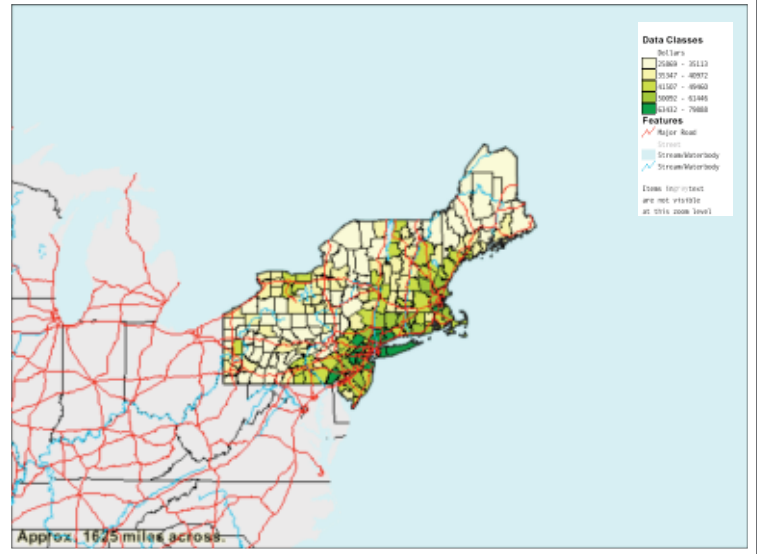 Data Classes
Dollars
25869 - 35113
35347 - 40972
41507 - 49460
50092 - 61446
63432 - 79888
Features
Major Road
Street
Stream/Waterbody
Stream/Waterbody
Items in grey text
are not visible
at this zoom level
Approx. 1625 miles across.